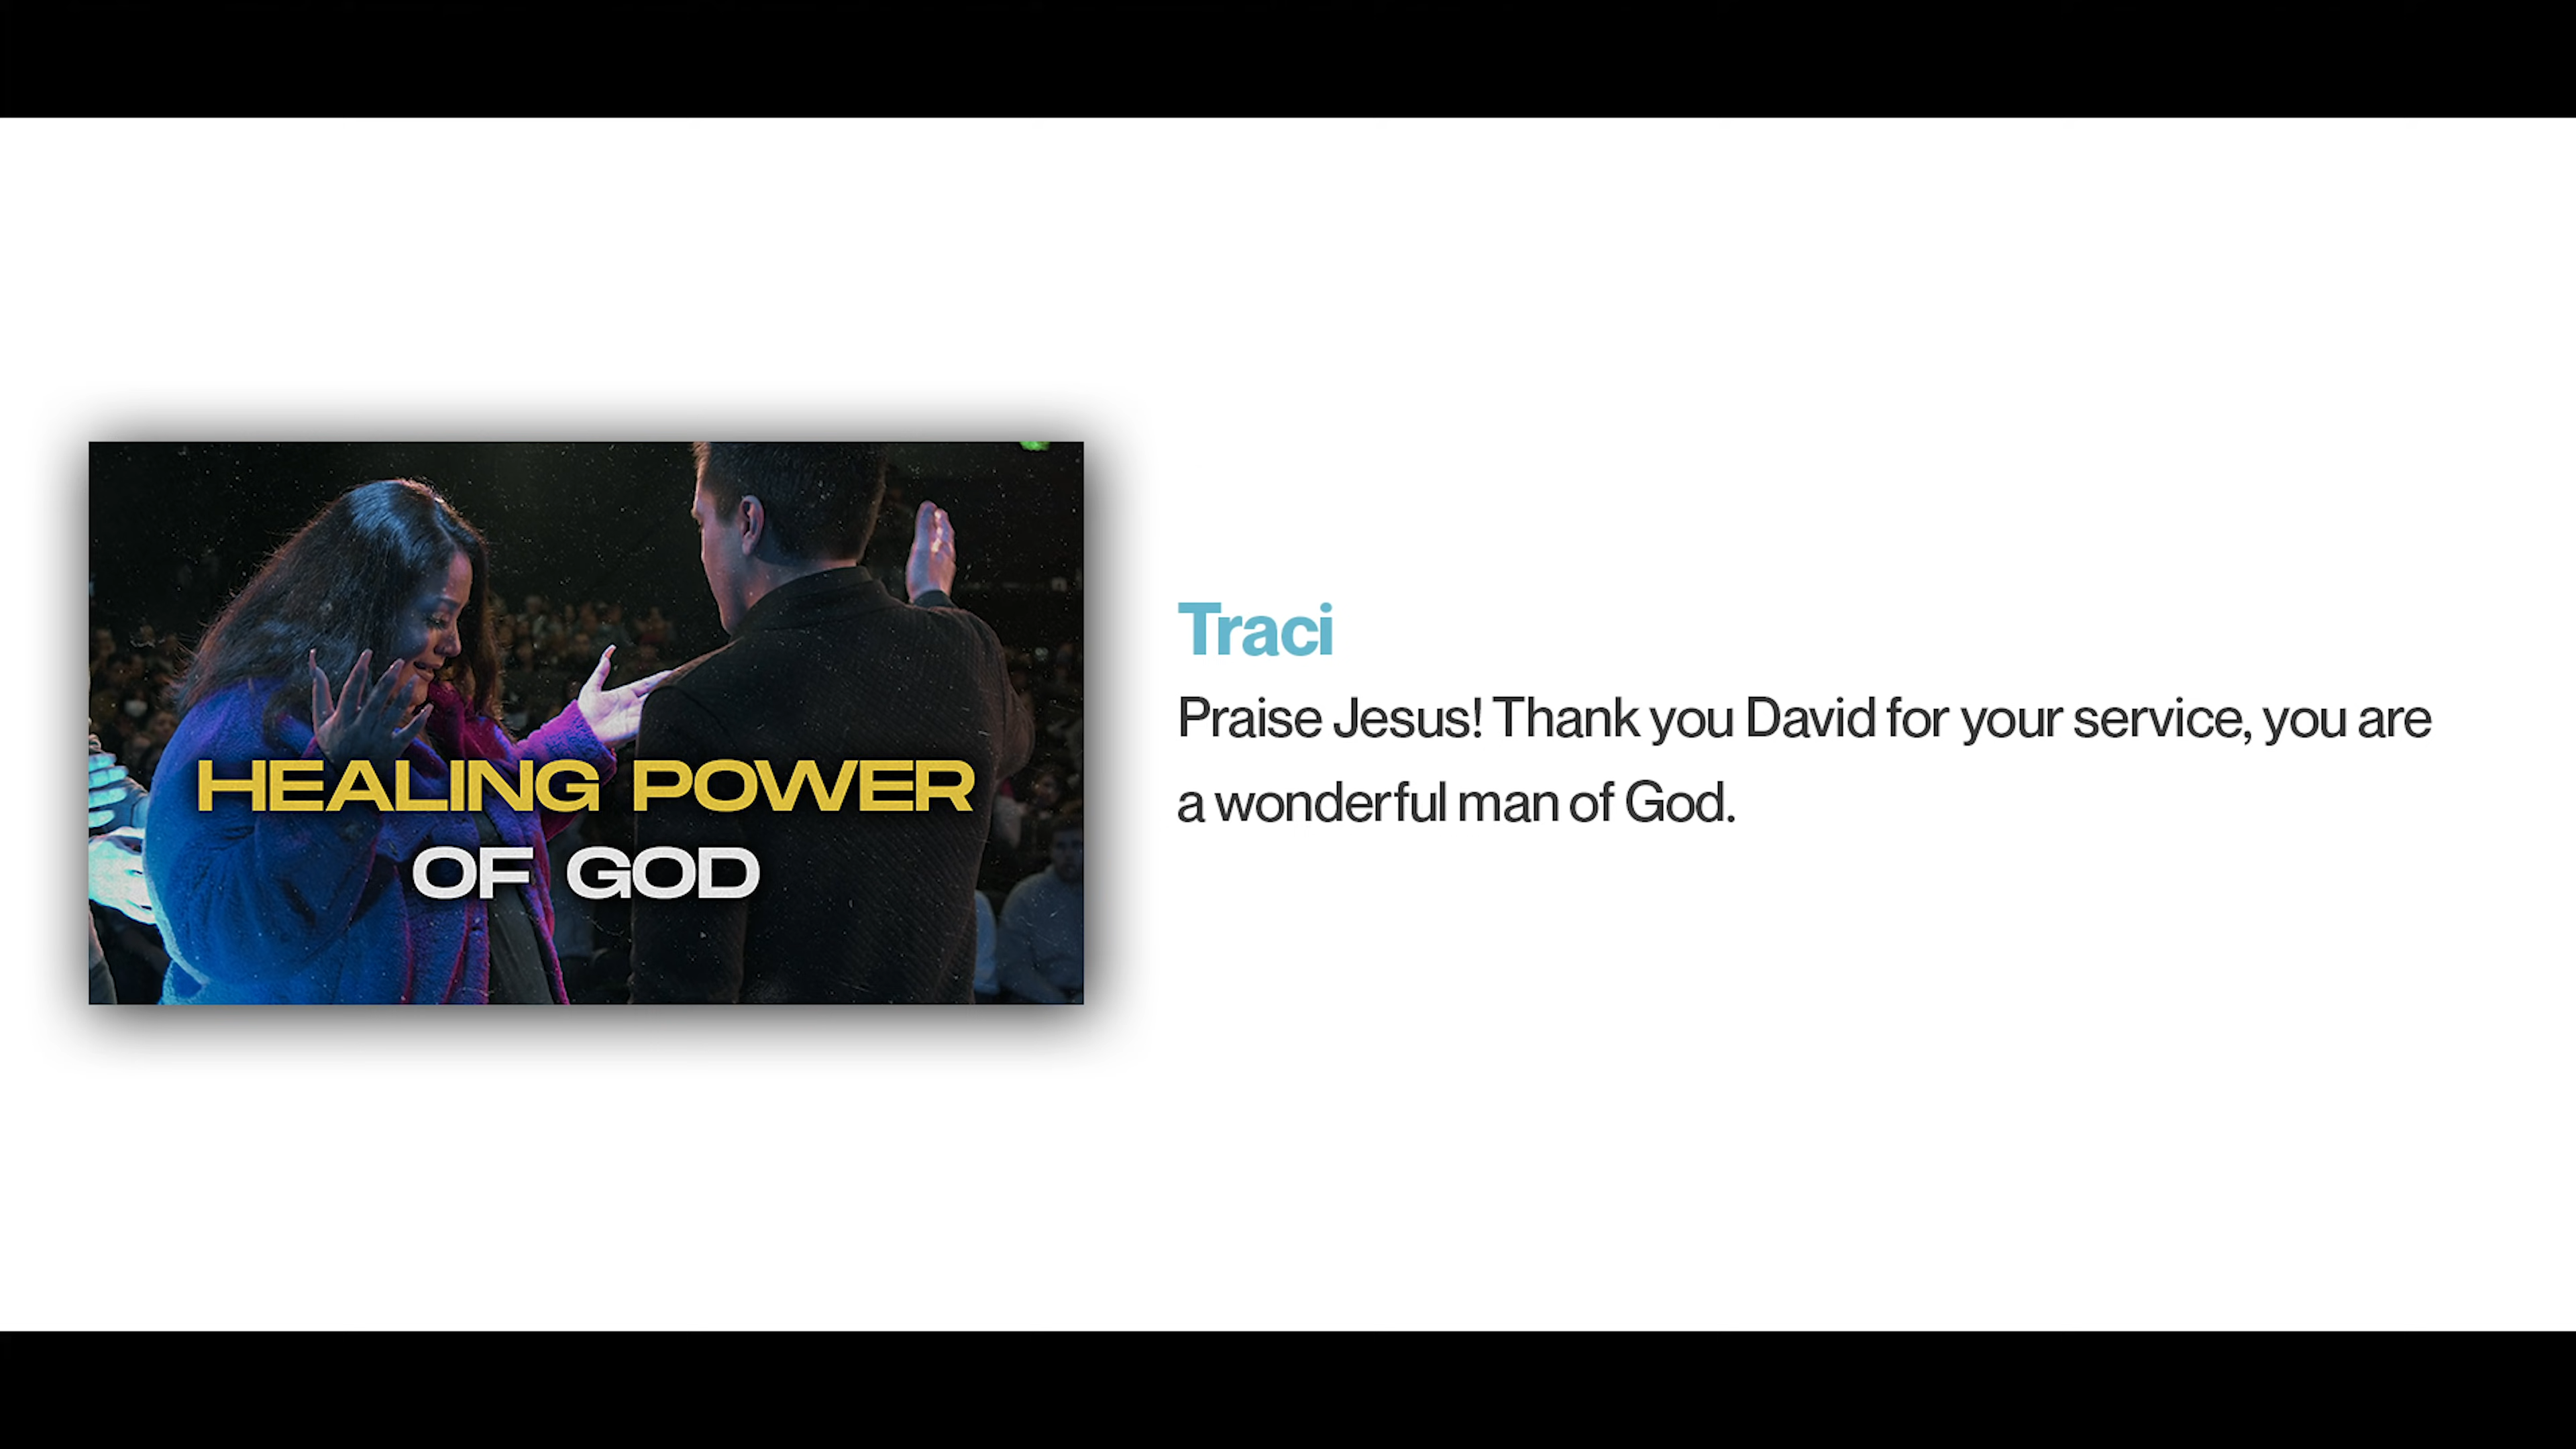 HEALING POWER
OF GOD
Traci
Praise Jesus! Thank you David for your service, you are
a wonderful man of God.